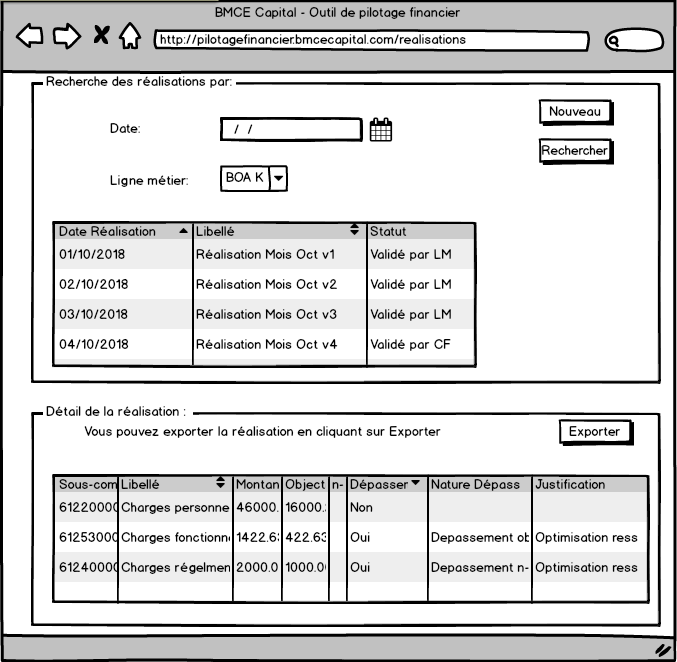 BMCE Capital - Outil de pilotage financier
http://pilotagefinancier.bmcecapital.com/realisations
Recherche des réalisations par:
Nouveau
Date: / /
Rechercher
Ligne métier: BOA K
Date Réalisation Libellé Statut
01/10/2018 Réalisation Mois Oct v1 Validé par LM
02/10/2018 Réalisation Mois Oct v2 Validé par LM
03/10/2018 Réalisation Mois Oct v3 Validé par LM
04/10/2018 Réalisation Mois Oct v4 Validé par CF
Détail de la réalisation :
Vous pouvez exporter la réalisation en cliquant sur Exporter
Exporter
Sous-com Libellé Montan Object n- Dépasser Nature Dépass Justification
61220000 Charges personne 46000. 16000. Non
61253000 Charges fonctionn 1422.63 422.63 Oui Depassement ob Optimisation ress
61240000 Charges régelmen 2000.0 1000.0 Oui Depassement n- Optimisation ress